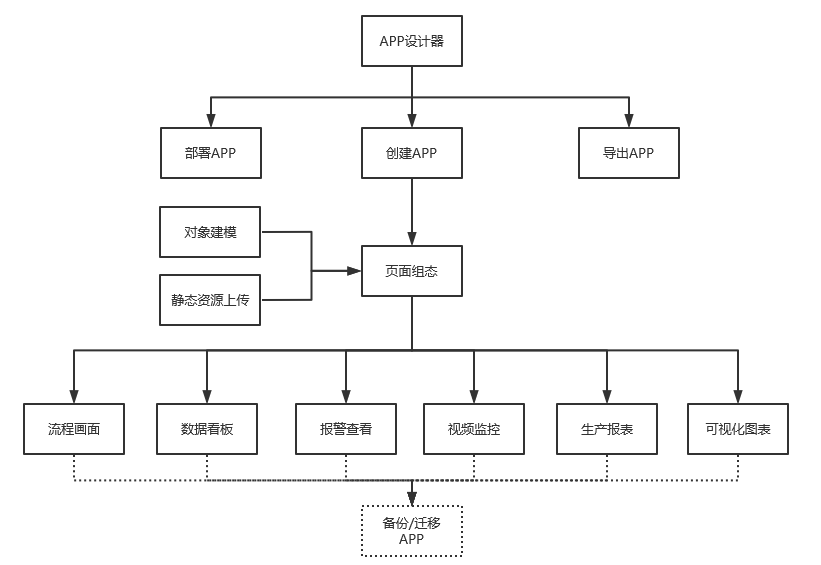 APP设计器
部署APP
创建APP
导出APP
对象建模
页面组态
静态资源上传
流程画面
数据看板
报警查看
视频监控
生产报表
可视化图表
备份/迁移
APP